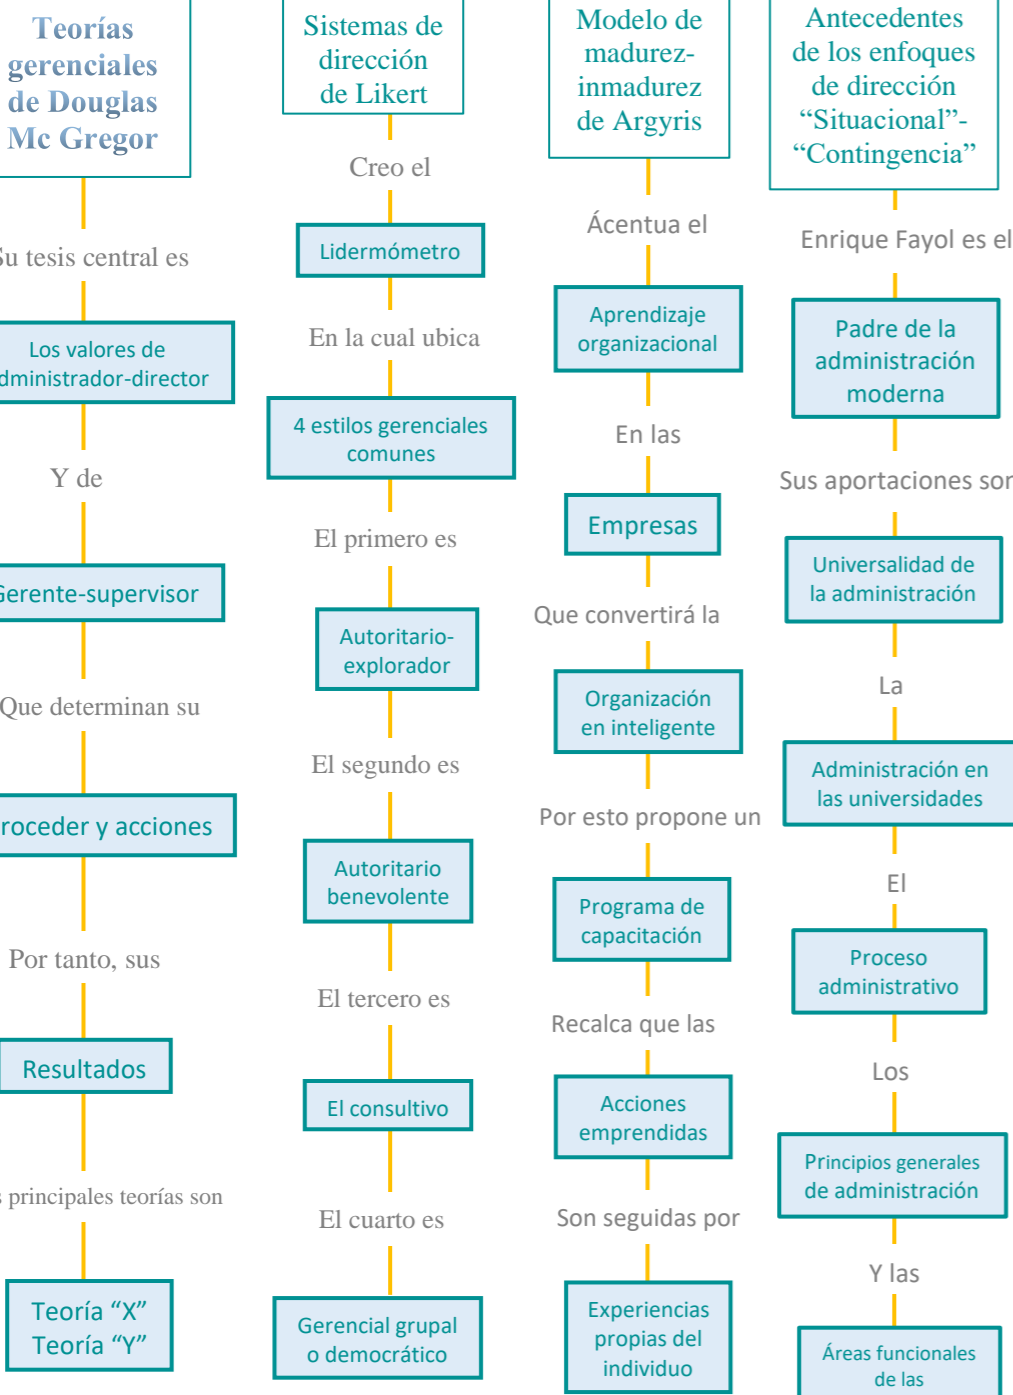 Teorías
gerenciales
de Douglas
Mc Gregor
Su tesis central es
Los valores de
administrador-director
Y de
Gerente-supervisor
Que determinan su
Proceder y acciones
Por tanto, sus
Resultados
principales teorías son
Teoría “X”
Teoría “Y”
Sistemas de
dirección
de Likert
Creo el
Lidermómetro
En la cual ubica
4 estilos gerenciales
comunes
El primero es
Autoritario-
explorador
El segundo es
Autoritario
benevolente
El tercero es
El consultivo
El cuarto es
Gerencial grupal
o democrático
Modelo de
madurez-
inmadurez
de Argyris
Ácentua el
Aprendizaje
organizacional
En las
Empresas
Que convertirá la
Organización
en inteligente
Por esto propone un
Programa de
capacitación
Recalca que las
Acciones
emprendidas
Son seguidas por
Experiencias
propias del
individuo
Antecedentes
de los enfoques
de dirección
“Situacional”-
“Contingencia”
Enrique Fayol es el
Padre de la
administración
moderna
Sus aportaciones son
Universalidad de
la administración
La
Administración en
las universidades
El
Proceso
administrativo
Los
Principios generales
de administración
Y las
Áreas funcionales
de las